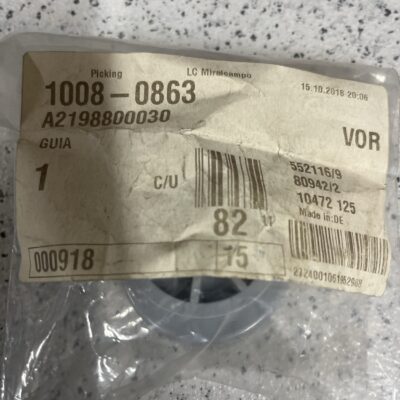 Picking LC Miralcampo 15.10.2018 20:06
1008-0863
A2198800030
VOR
GUIA
1 C/U
552116/9
80942/2
10472 125
Made in:DE
82
000918 15